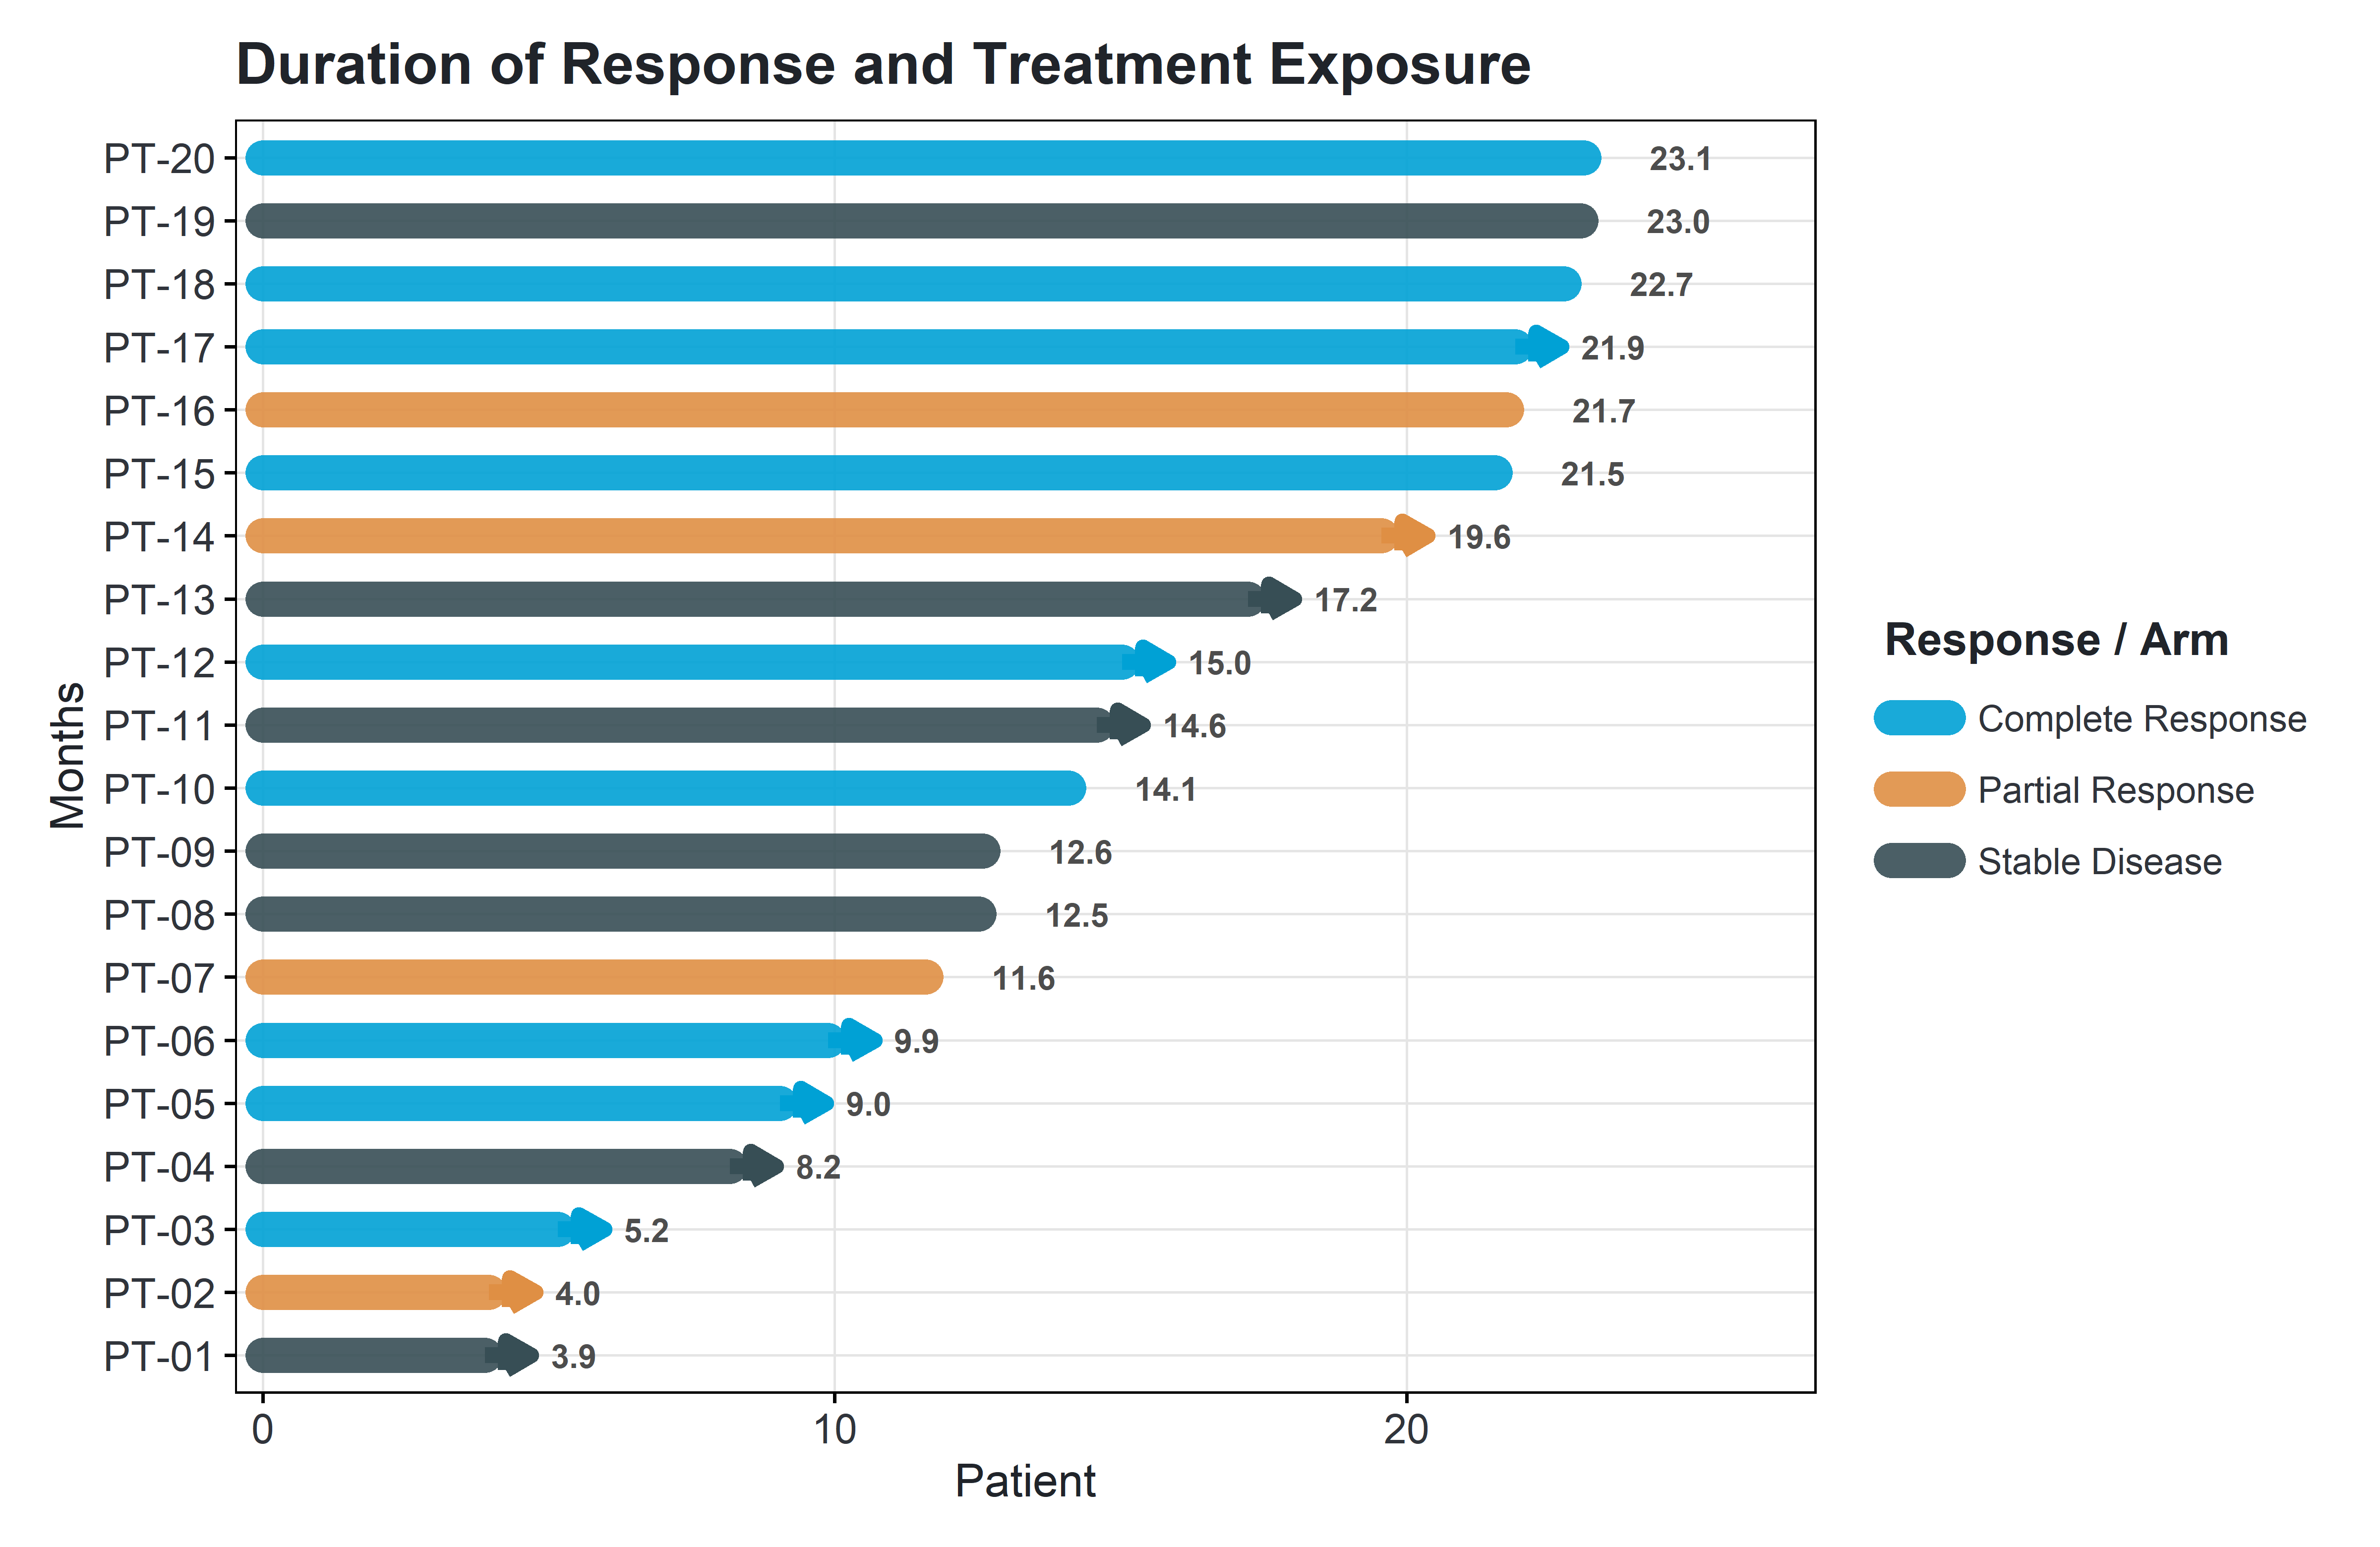 Duration of Response and Treatment Exposure
PT-20 23.1
PT-19 23.0
PT-18 22.7
PT-17 21.9
PT-16 21.7
PT-15 21.5
PT-14 19.6
PT-13 17.2
PT-12 15.0
PT-11 14.6
PT-10 14.1
PT-09 12.6
PT-08 12.5
PT-07 11.6
PT-06 9.9
PT-05 9.0
PT-04 8.2
PT-03 5.2
PT-02 4.0
PT-01 3.9
Months
0 10 20
Patient
Response / Arm
Complete Response
Partial Response
Stable Disease